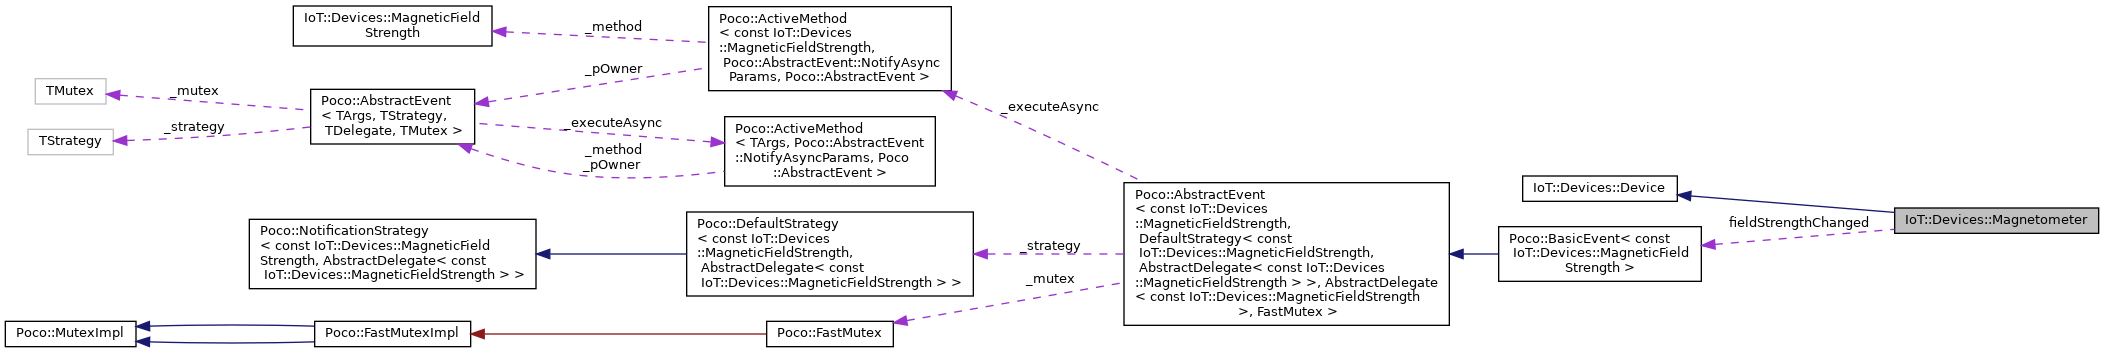 IoT::Devices::MagneticField
Strength
_method
Poco::ActiveMethod
< const IoT::Devices
::MagneticFieldStrength,
Poco::AbstractEvent::NotifyAsync
Params, Poco::AbstractEvent >
_pOwner
TMutex
_mutex
TStrategy
_strategy
Poco::AbstractEvent
< TArgs, TStrategy,
TDelegate, TMutex >
_executeAsync
_method
_pOwner
Poco::ActiveMethod
< TArgs, Poco::AbstractEvent
::NotifyAsyncParams, Poco
::AbstractEvent >
_executeAsync
Poco::NotificationStrategy
< const IoT::Devices::MagneticField
Strength, AbstractDelegate< const
IoT::Devices::MagneticFieldStrength > >
Poco::DefaultStrategy
< const IoT::Devices
::MagneticFieldStrength,
AbstractDelegate< const
IoT::Devices::MagneticFieldStrength > >
_strategy
_mutex
Poco::MutexImpl
Poco::FastMutexImpl
Poco::FastMutex
Poco::AbstractEvent
< const IoT::Devices
::MagneticFieldStrength,
DefaultStrategy< const
IoT::Devices::MagneticFieldStrength,
AbstractDelegate< const IoT::Devices
::MagneticFieldStrength > >, AbstractDelegate
< const IoT::Devices::MagneticFieldStrength
>, FastMutex >
IoT::Devices::Device
Poco::BasicEvent< const
IoT::Devices::MagneticField
Strength >
fieldStrengthChanged
IoT::Devices::Magnetometer